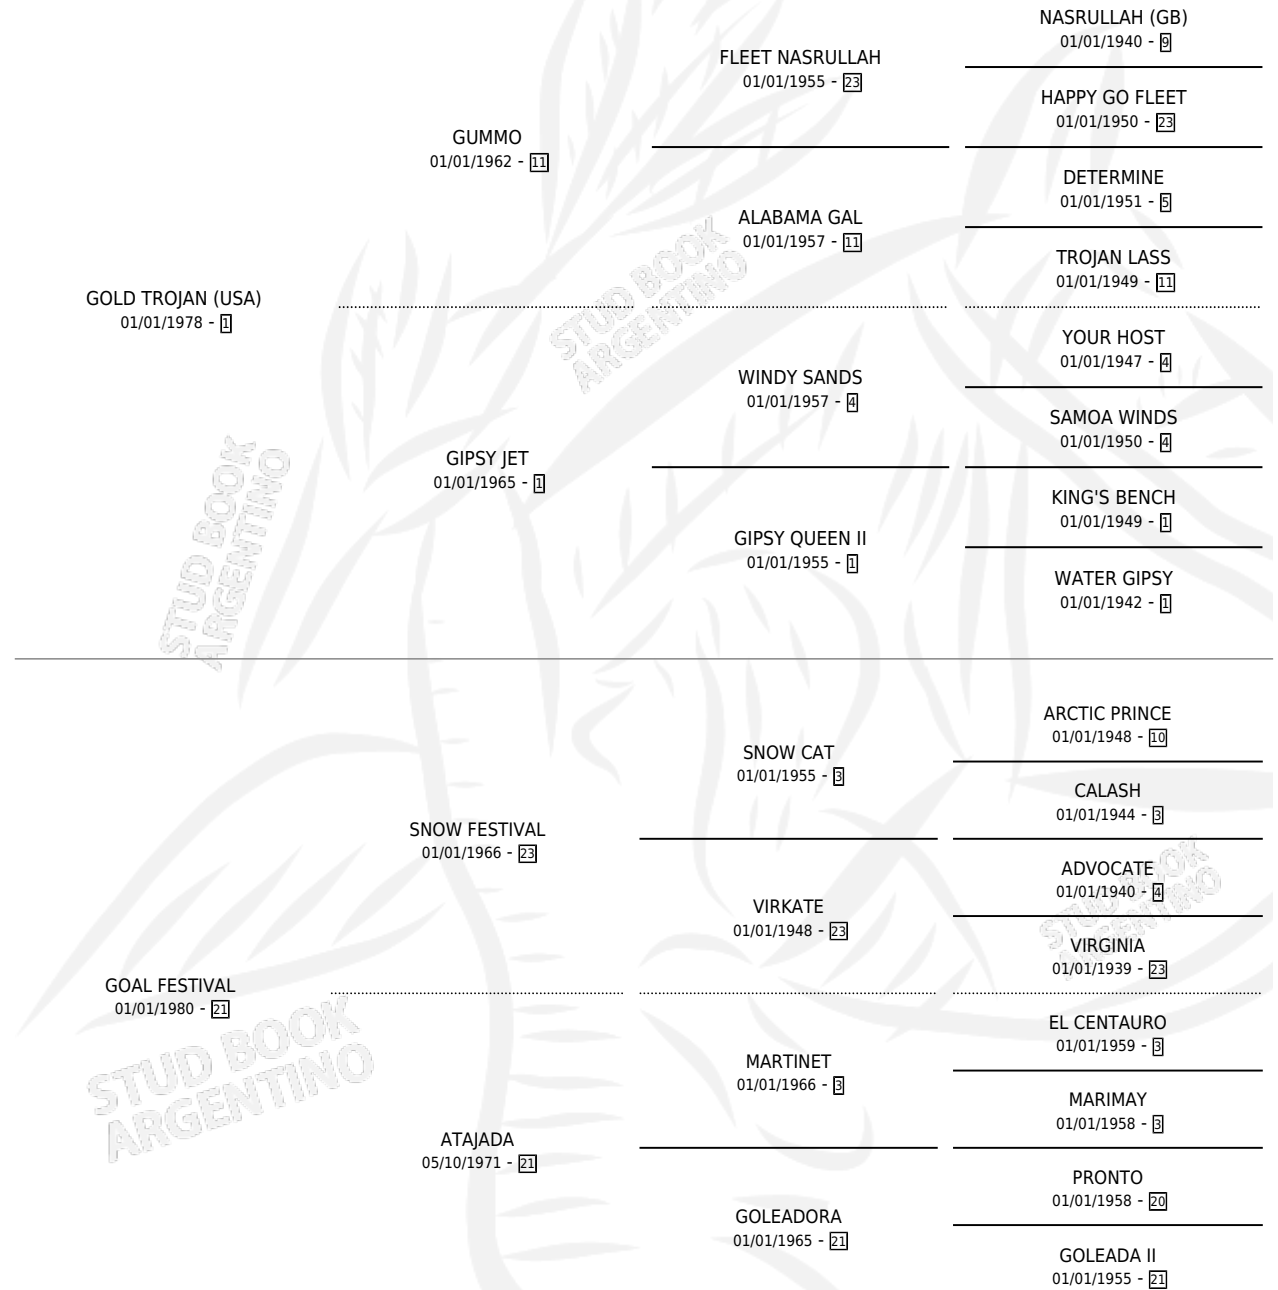 NASRULLAH (GB)
01/01/1940 - 9
FLEET NASRULLAH
01/01/1955 - 23
HAPPY GO FLEET
01/01/1950 - 23
GUMMO
01/01/1962 - 11
DETERMINE
01/01/1951 - 5
ALABAMA GAL
01/01/1957 - 11
TROJAN LASS
01/01/1949 - 11
GOLD TROJAN (USA)
01/01/1978 - 1
STUD BOOK
ARGENTINO
YOUR HOST
01/01/1947 - 4
WINDY SANDS
01/01/1957 - 4
SAMOA WINDS
01/01/1950 - 4
GIPSY JET
01/01/1965 - 1
KING'S BENCH
01/01/1949 - 1
GIPSY QUEEN II
01/01/1955 - 1
WATER GIPSY
01/01/1942 - 1
STUD BOOK
ARGENTINO
ARCTIC PRINCE
01/01/1948 - 10
SNOW CAT
01/01/1955 - 3
CALASH
01/01/1944 - 3
SNOW FESTIVAL
01/01/1966 - 23
ADVOCATE
01/01/1940 - 4
VIRKATE
01/01/1948 - 23
STUD BOOK
ARGENTINO
VIRGINIA
01/01/1939 - 23
GOAL FESTIVAL
01/01/1980 - 21
EL CENTAURO
01/01/1959 - 3
STUD BOOK
ARGENTINO
MARTINET
01/01/1966 - 3
MARIMAY
01/01/1958 - 3
ATAJADA
05/10/1971 - 21
PRONTO
01/01/1958 - 20
GOLEADORA
01/01/1965 - 21
GOLEADA II
01/01/1955 - 21